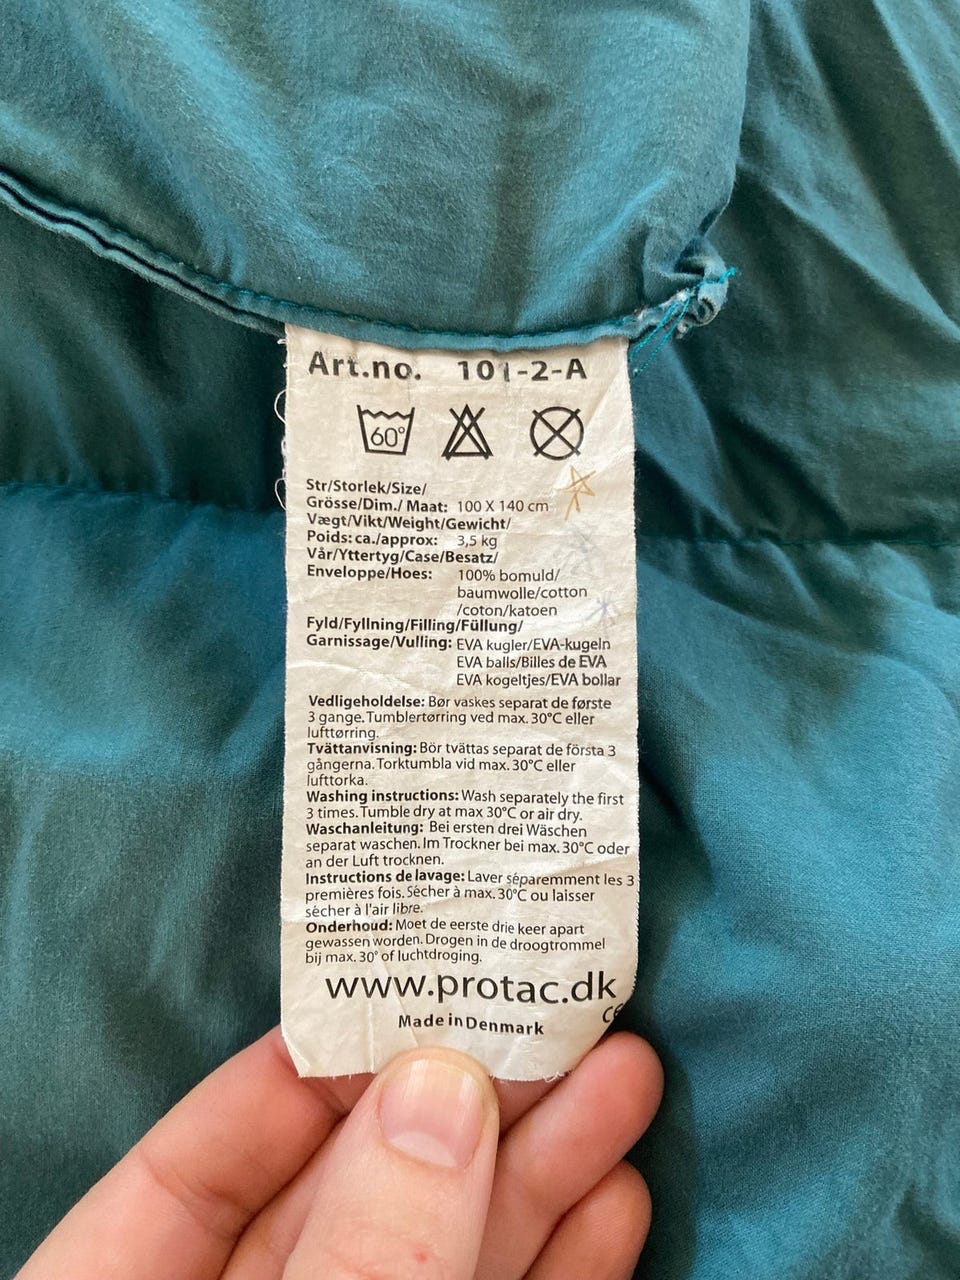 Art.no. 101-2-A
60°
Str/Storlek/Size/
Grösse/Dim./ Maat: 100 X 140 cm
Vægt/Vikt/Weight/Gewicht/
Poids: ca./approx: 3,5 kg
Vår/Yttertyg/Case/Besatz/
Enveloppe/Hoes: 100% bomuld/
baumwolle/cotton
/coton/katoen
Fyld/Fyllning/Filling/Füllung/
Garnissage/Vulling: EVA kugler/EVA-kugeln
EVA balls/Billes de EVA
EVA kogeltjes/EVA bollar
Vedligeholdelse: Bør vaskes separat de første
3 gange. Tumblertørring ved max. 30°C eller
lufttørring.
Tvättanvisning: Bör tvättas separat de första 3
gångerna. Torktumbla vid max. 30°C eller
lufttorka.
Washing instructions: Wash separately the first
3 times. Tumble dry at max 30°C or air dry.
Waschanleitung: Bei ersten drei Wäschen
separat waschen. Im Trockner bei max. 30°C oder
an der Luft trocknen.
Instructions de lavage: Laver séparemment les 3
premières fois. Sécher à max. 30°C ou laisser
sécher à l'air libre.
Onderhoud: Moet de eerste drie keer apart
gewassen worden. Drogen in de droogtrommel
bij max. 30° of luchtdroging.
www.protac.dk
CE
Made in Denmark